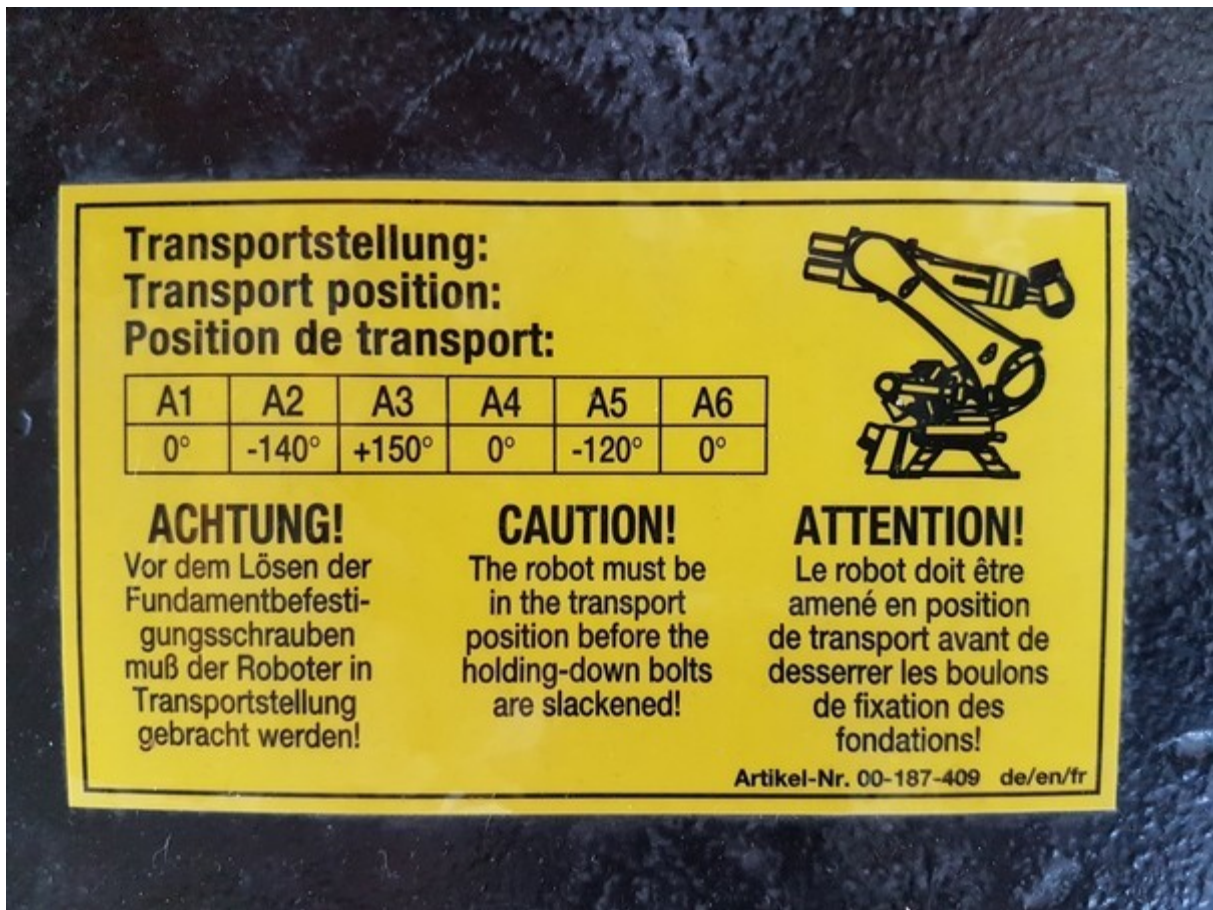 Transportstellung:
Transport position:
Position de transport:
A1 A2 A3 A4 A5 A6
0° -140° +150° 0° -120° 0°
ACHTUNG!
Vor dem Lösen der
Fundamentbefesti-
gungsschrauben
muß der Roboter in
Transportstellung
gebracht werden!
CAUTION!
The robot must be
in the transport
position before the
holding-down bolts
are slackened!
ATTENTION!
Le robot doit être
amené en position
de transport avant de
desserrer les boulons
de fixation des
fondations!
Artikel-Nr. 00-187-409 de/en/fr